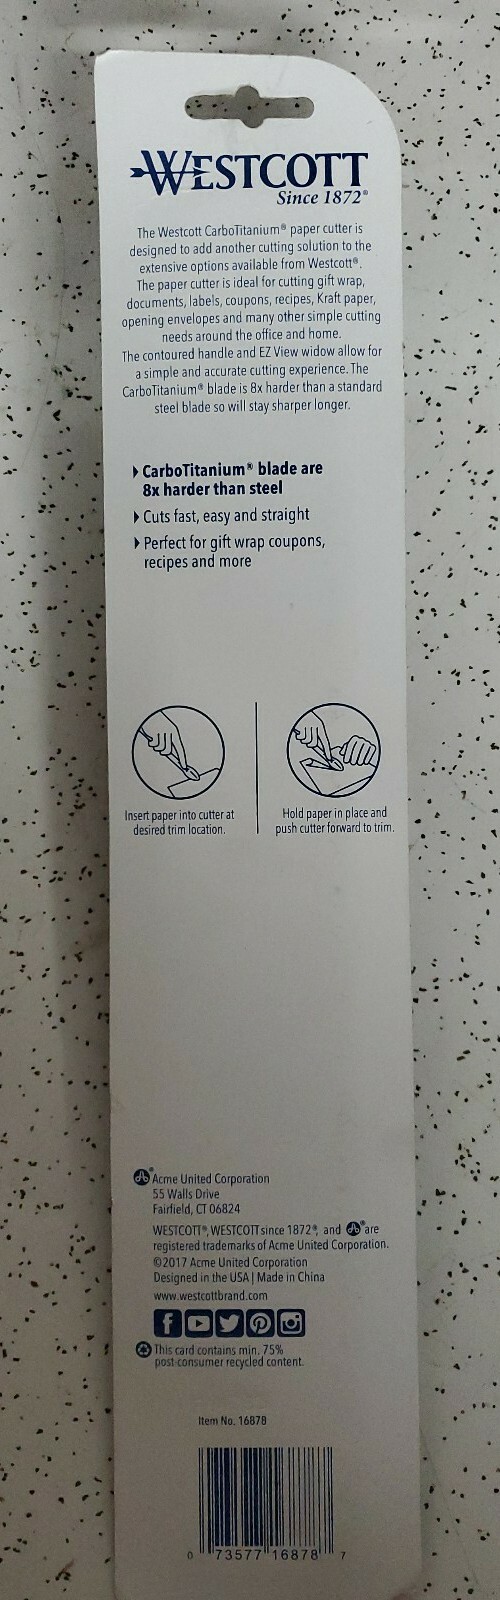 WESTCOTT
Since 1872®
The Westcott CarboTitanium® paper cutter is
designed to add another cutting solution to the
extensive options available from Westcott®.
The paper cutter is ideal for cutting gift wrap,
documents, labels, coupons, recipes, Kraft paper,
opening envelopes and many other simple cutting
needs around the office and home.
The contoured handle and EZ View widow allow for
a simple and accurate cutting experience. The
CarboTitanium® blade is 8x harder than a standard
steel blade so will stay sharper longer.
CarboTitanium® blade are
8x harder than steel
Cuts fast, easy and straight
Perfect for gift wrap coupons,
recipes and more
Insert paper into cutter at
desired trim location.
Hold paper in place and
push cutter forward to trim.
Acme United Corporation
55 Walls Drive
Fairfield, CT 06824
WESTCOTT®, WESTCOTT since 1872®, and ® are
registered trademarks of Acme United Corporation.
©2017 Acme United Corporation
Designed in the USA | Made in China
www.westcottbrand.com
This card contains min. 75%
post-consumer recycled content.
Item No. 16878
0 73577 16878 7